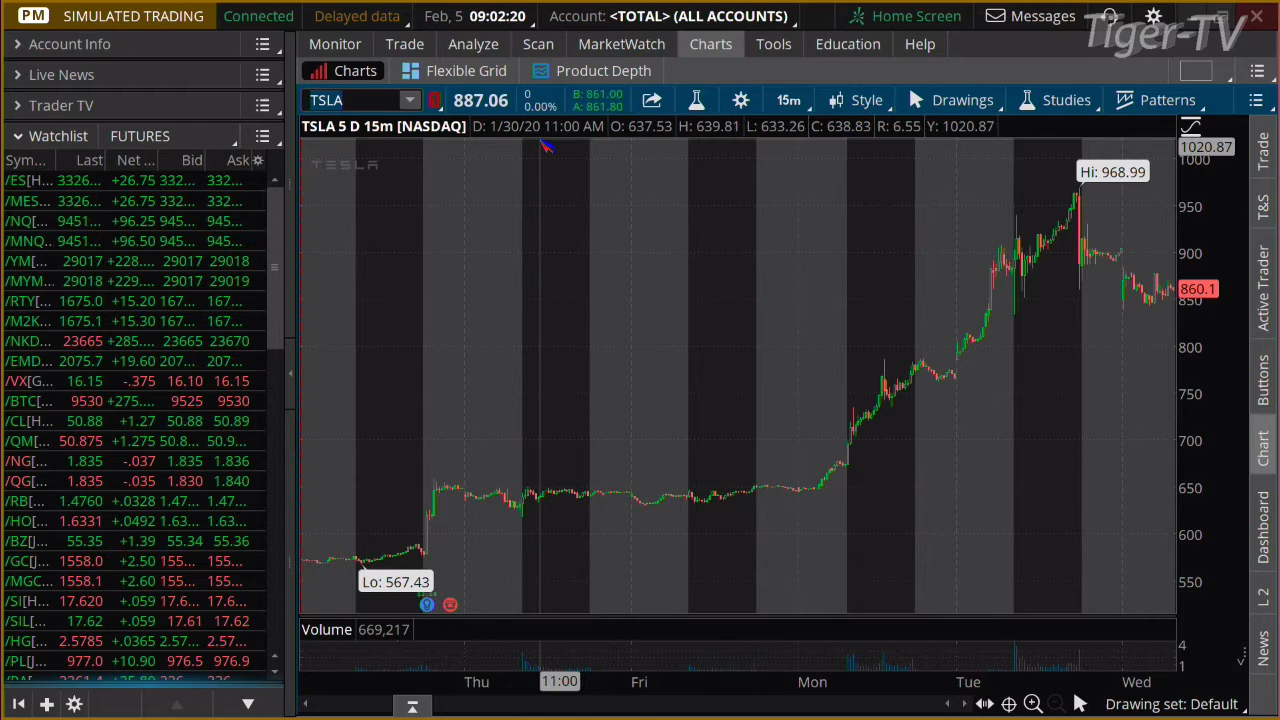 PM SIMULATED TRADING Connected Delayed data Feb, 5 09:02:20 Account: <TOTAL> (ALL ACCOUNTS) Home Screen Messages
Tiger-TV
Account Info
Live News
Trader TV
Watchlist FUTURES
Sym... Last Net ... Bid Ask
/ES[H... 3326... +26.75 332... 332...
/MES... 3326... +26.75 332... 332...
/NQ[... 9451... +96.25 945... 945...
/MNQ... 9451... +96.50 945... 945...
/YM[... 29017 +228.... 29017 29018
/MYM... 29018 +229.... 29017 29019
/RTY[... 1675.0 +15.20 167... 167...
/M2K... 1675.1 +15.30 167... 167...
/NKD... 23665 +285.... 23665 23670
/EMD... 2075.7 +19.60 207... 207...
/VX[G... 16.15 -.375 16.10 16.15
/BTC[... 9530 +275.... 9525 9530
/CL[H... 50.88 +1.27 50.88 50.89
/QM[... 50.875 +1.275 50.8... 50.9...
/NG[... 1.835 -.037 1.835 1.836
/QG[... 1.835 -.035 1.830 1.840
/RB[... 1.4760 +.0328 1.47... 1.47...
/HO[... 1.6331 +.0492 1.63... 1.63...
/BZ[J... 55.35 +1.39 55.34 55.36
/GC[J... 1558.0 +2.50 155... 155...
/MGC... 1558.1 +2.60 155... 155...
/SI[H... 17.620 +.059 17.6... 17.6...
/SIL[... 17.62 +.059 17.61 17.62
/HG[... 2.5785 +.0365 2.57... 2.57...
/PL[J... 977.0 +10.90 976.5 976.9
Monitor Trade Analyze Scan MarketWatch Charts Tools Education Help
Charts Flexible Grid Product Depth
TSLA 887.06 0 0.00% B: 861.00 A: 861.80 15m Style Drawings Studies Patterns
TSLA 5 D 15m [NASDAQ] D: 1/30/20 11:00 AM O: 637.53 H: 639.81 L: 633.26 C: 638.83 R: 6.55 Y: 1020.87
TESLA
1020.87
1000
Hi: 968.99
950
900
860.1
850
800
750
700
650
600
Lo: 567.43
550
Volume 669,217
4
1
Thu 11:00 Fri Mon Tue Wed
Drawing set: Default
Trade
T&S
Active Trader
Buttons
Chart
Dashboard
L 2
News